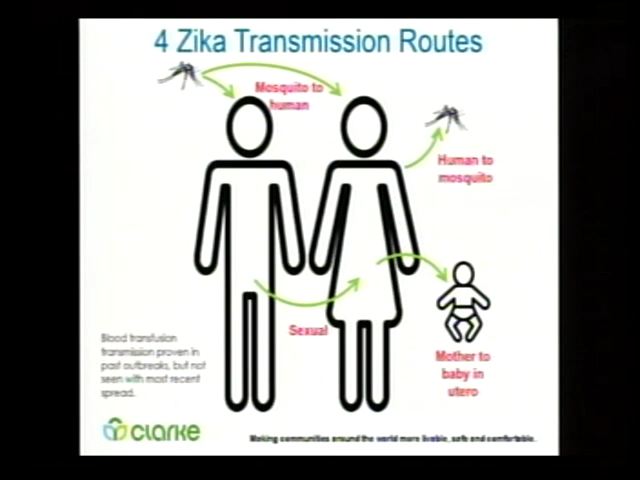 4 Zika Transmission Routes
Mosquito to
human
Human to
mosquito
Sexual
Mother to
baby in
utero
Blood transfusion
transmission proven in
past outbreaks, but not
seen with most recent
spread.
clarke
Making communities around the world more livable, safe and comfortable.